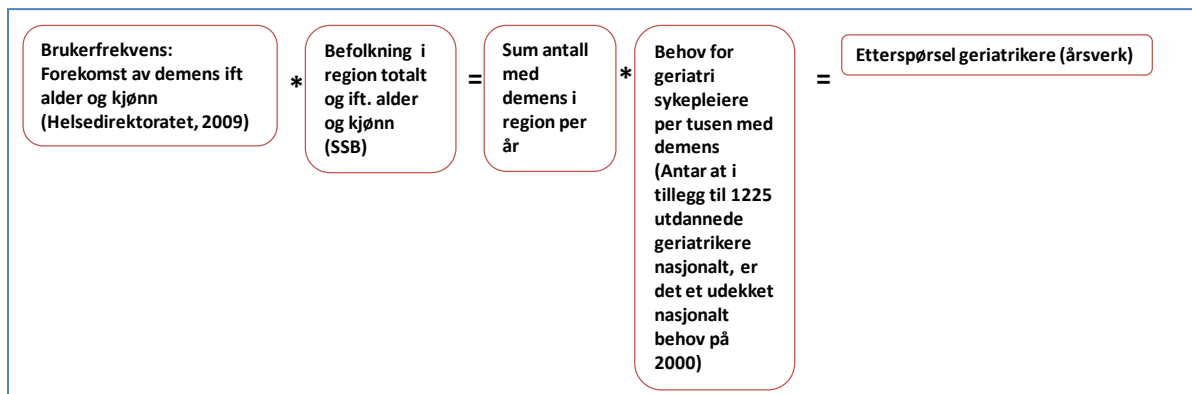 Brukerfrekvens:
Forekomst av demens ift
alder og kjønn
(Helsedirektoratet, 2009)
*
Befolkning i
region totalt
og ift. alder
og kjønn
(SSB)
=
Sum antall
med
demens i
region per
år
*
Behov for
geriatri
sykepleiere
per tusen med
demens
(Antar at i
tillegg til 1225
utdannede
geriatrikere
nasjonalt, er
det et udekket
nasjonalt
behov på
2000)
=
Etterspørsel geriatrikere (årsverk)